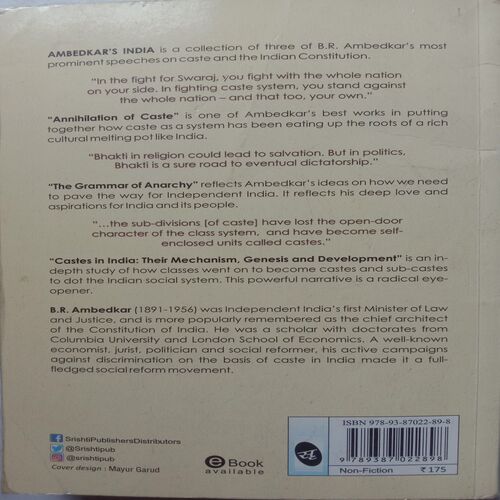 AMBEDKAR'S INDIA is a collection of three of B.R. Ambedkar's most
prominent speeches on caste and the Indian Constitution.
"In the fight for Swaraj, you fight with the whole nation
on your side. In fighting caste system, you stand against
the whole nation – and that too, your own."
"Annihilation of Caste" is one of Ambedkar's best works in putting
together how caste as a system has been eating up the roots of a rich
cultural melting pot like India.
"Bhakti in religion could lead to salvation. But in politics,
Bhakti is a sure road to eventual dictatorship."
"The Grammar of Anarchy" reflects Ambedkar's ideas on how we need
to pave the way for Independent India. It reflects his deep love and
aspirations for India and its people.
"...the sub-divisions [of caste] have lost the open-door
character of the class system, and have become self-
enclosed units called castes."
"Castes in India: Their Mechanism, Genesis and Development" is an in-
depth study of how classes went on to become castes and sub-castes
to dot the Indian social system. This powerful narrative is a radical eye-
opener.
B.R. Ambedkar (1891-1956) was Independent India's first Minister of Law
and Justice, and is more popularly remembered as the chief architect
of the Constitution of India. He was a scholar with doctorates from
Columbia University and London School of Economics. A well-known
economist, jurist, politician and social reformer, his active campaigns
against discrimination on the basis of caste in India made it a full-
fledged social reform movement.
SrishtiPublishersDistributors
@Srishtipub
@srishtipub
Cover design : Mayur Garud
e Book
available
ISBN 978-93-87022-89-8
9 789387 022898
Non-Fiction ₹ 175